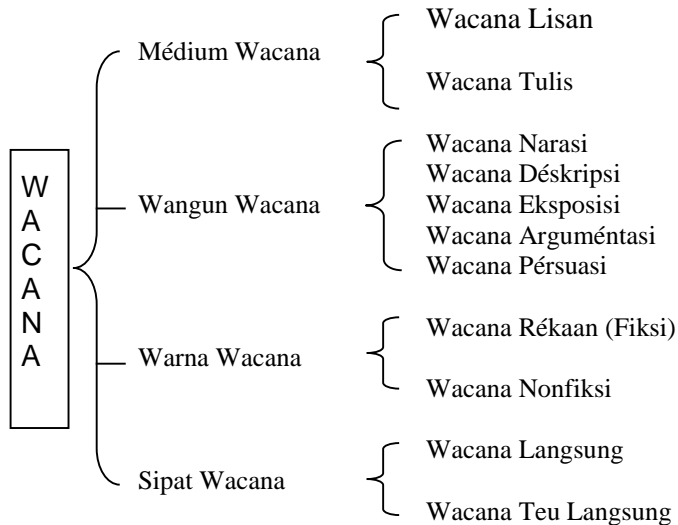 WACANA
Médium Wacana
Wacana Lisan
Wacana Tulis
Wangun Wacana
Wacana Narasi
Wacana Déskripsi
Wacana Eksposisi
Wacana Arguméntasi
Wacana Pérsuasi
Warna Wacana
Wacana Rékaan (Fiksi)
Wacana Nonfiksi
Sipat Wacana
Wacana Langsung
Wacana Teu Langsung